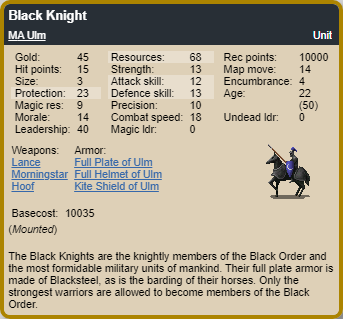 Black Knight
MA Ulm Unit
Gold: 45 Resources: 68 Rec points: 10000
Hit points: 15 Strength: 13 Map move: 14
Size: 3 Attack skill: 12 Encumbrance: 4
Protection: 23 Defence skill: 13 Age: 22
Magic res: 9 Precision: 10 (50)
Morale: 14 Combat speed: 18 Undead ldr: 0
Leadership: 40 Magic ldr: 0
Weapons: Armor:
Lance Full Plate of Ulm
Morningstar Full Helmet of Ulm
Hoof Kite Shield of Ulm
Basecost: 10035
(Mounted)
The Black Knights are the knightly members of the Black Order and
the most formidable military units of mankind. Their full plate armor is
made of Blacksteel, as is the barding of their horses. Only the
strongest warriors are allowed to become members of the Black
Order.